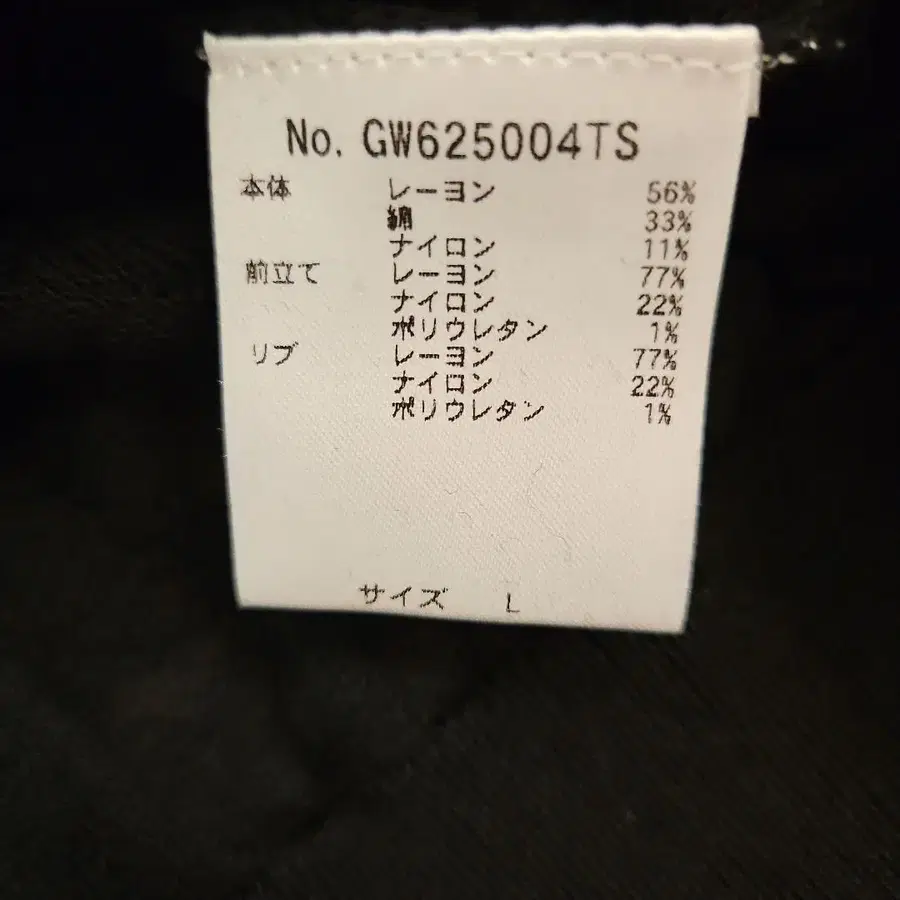 No. GW625004TS
本体 レーヨン 56%
綿 33%
ナイロン 11%
前立て レーヨン 77%
ナイロン 22%
ポリウレタン 1%
リブ レーヨン 77%
ナイロン 22%
ポリウレタン 1%
サイズ L